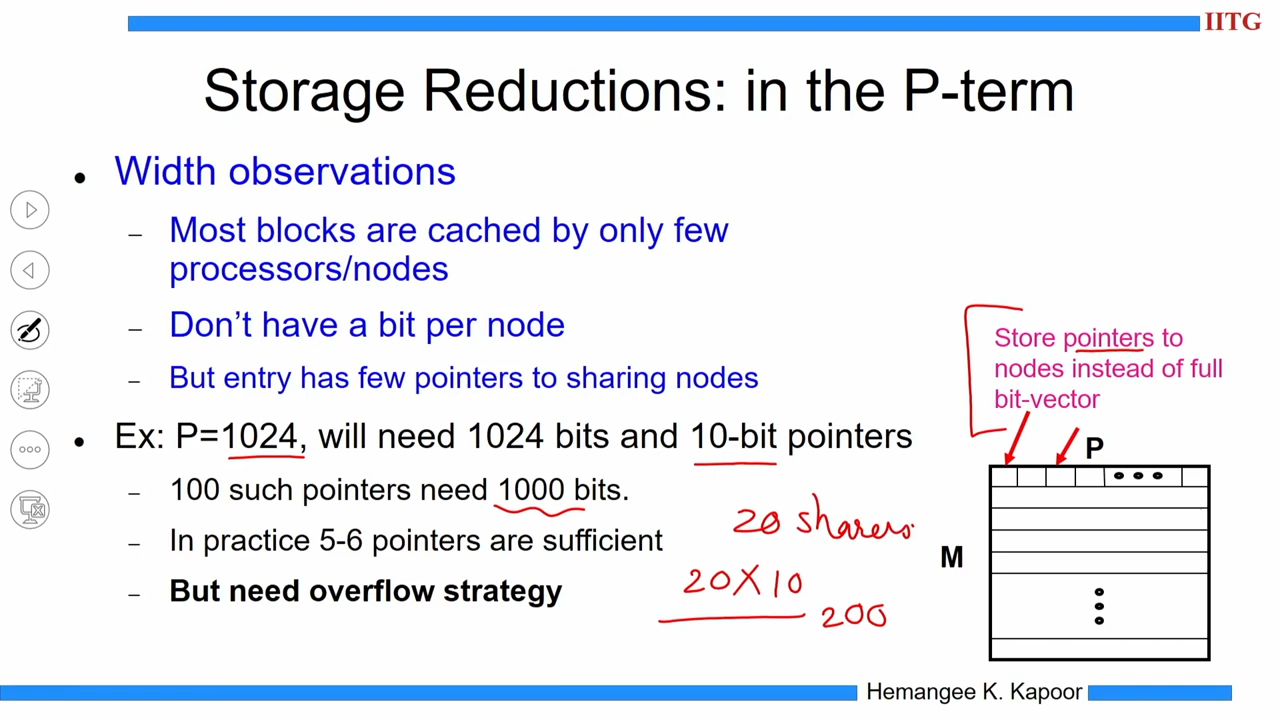 IITG
Storage Reductions: in the P-term
• Width observations
– Most blocks are cached by only few
processors/nodes
– Don't have a bit per node
– But entry has few pointers to sharing nodes
• Ex: P=1024, will need 1024 bits and 10-bit pointers
– 100 such pointers need 1000 bits.
– In practice 5-6 pointers are sufficient
– But need overflow strategy
20 sharers
20 X 10
200
Store pointers to
nodes instead of full
bit-vector
P
M
Hemangee K. Kapoor